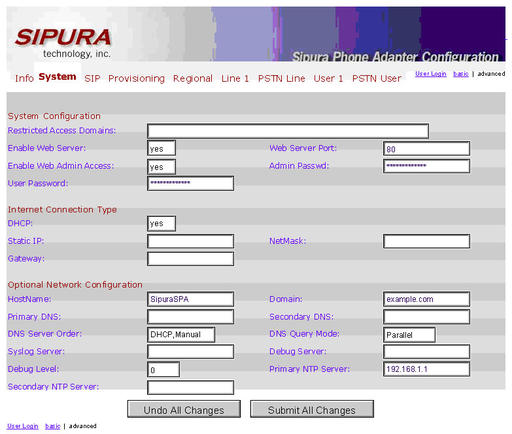 SIPURA
technology, inc.
Sipura Phone Adapter Configuration
Info System SIP Provisioning Regional Line 1 PSTN Line User 1 PSTN User
User Login basic | advanced
System Configuration
Restricted Access Domains:
Enable Web Server: yes Web Server Port: 80
Enable Web Admin Access: yes Admin Passwd: *************
User Password: *************
Internet Connection Type
DHCP: yes
Static IP: NetMask:
Gateway:
Optional Network Configuration
HostName: SipuraSPA Domain: example.com
Primary DNS: Secondary DNS:
DNS Server Order: DHCP,Manual DNS Query Mode: Parallel
Syslog Server: Debug Server:
Debug Level: 0 Primary NTP Server: 192.168.1.1
Secondary NTP Server:
Undo All Changes Submit All Changes
User Login basic | advanced